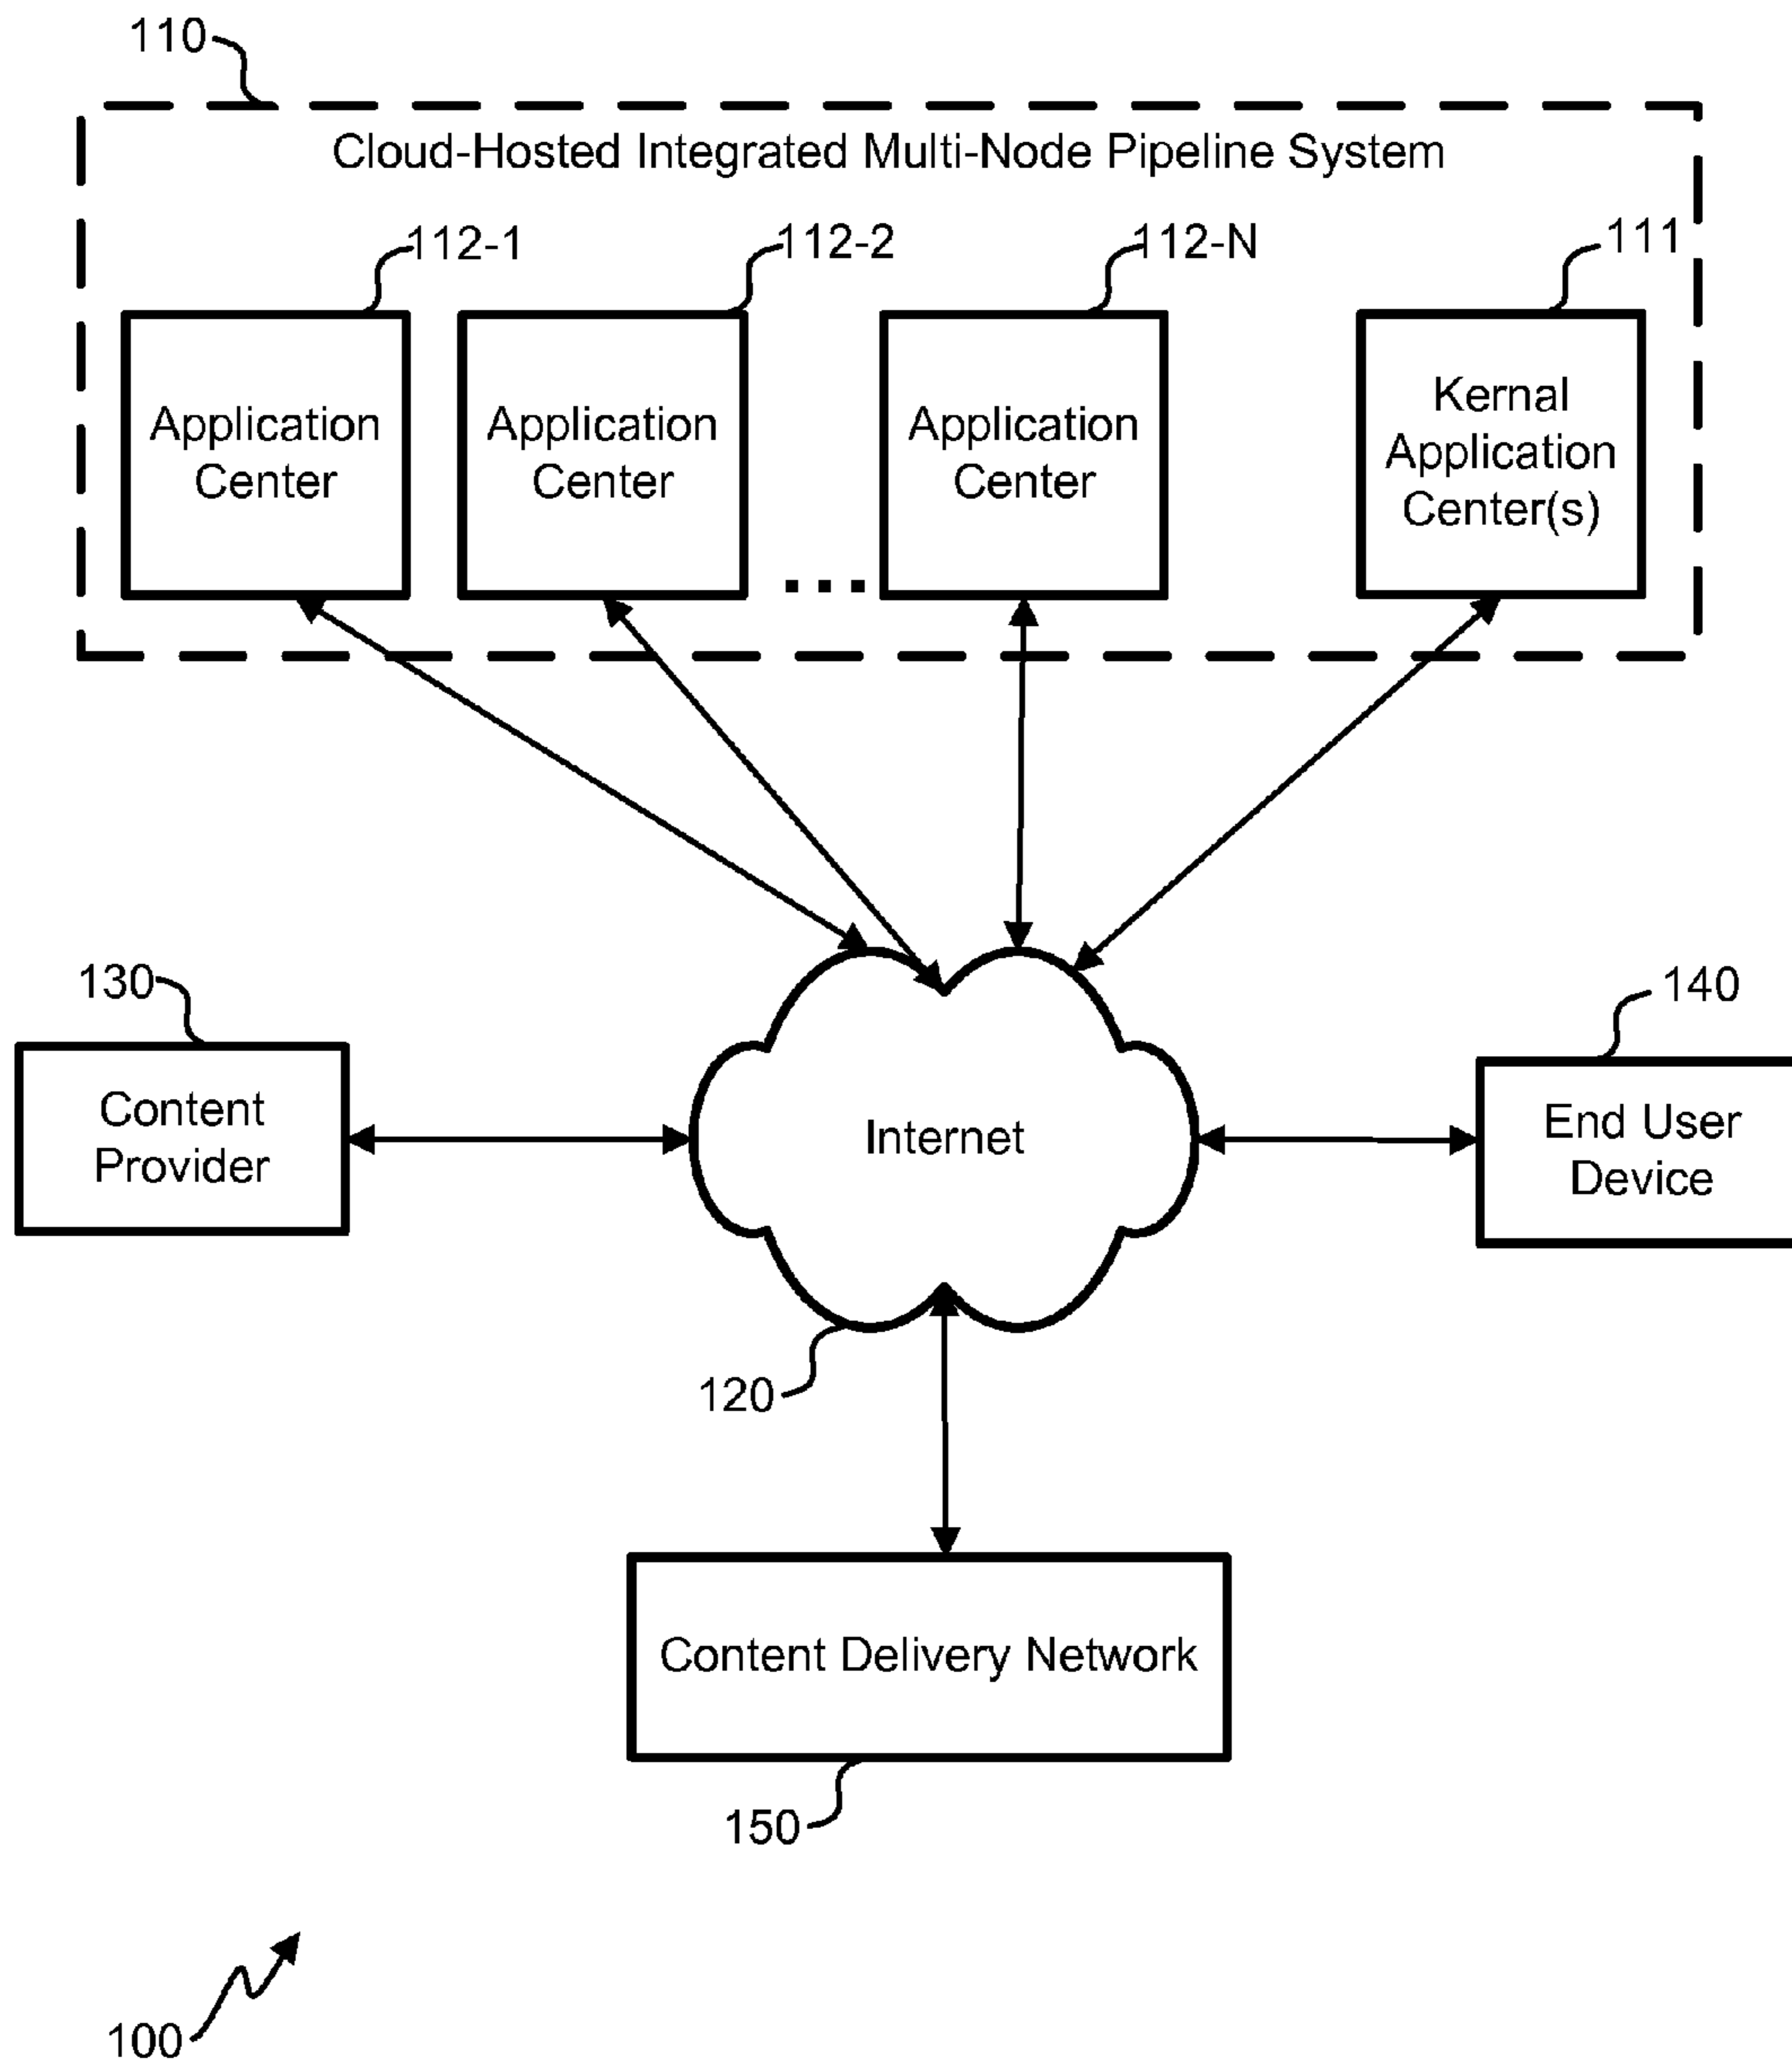 110
Cloud-Hosted Integrated Multi-Node Pipeline System
112-1
112-2
112-N
111
Application
Center
Application
Center
...
Application
Center
Kernal
Application
Center(s)
130
Content
Provider
Internet
140
End User
Device
120
Content Delivery Network
150
100